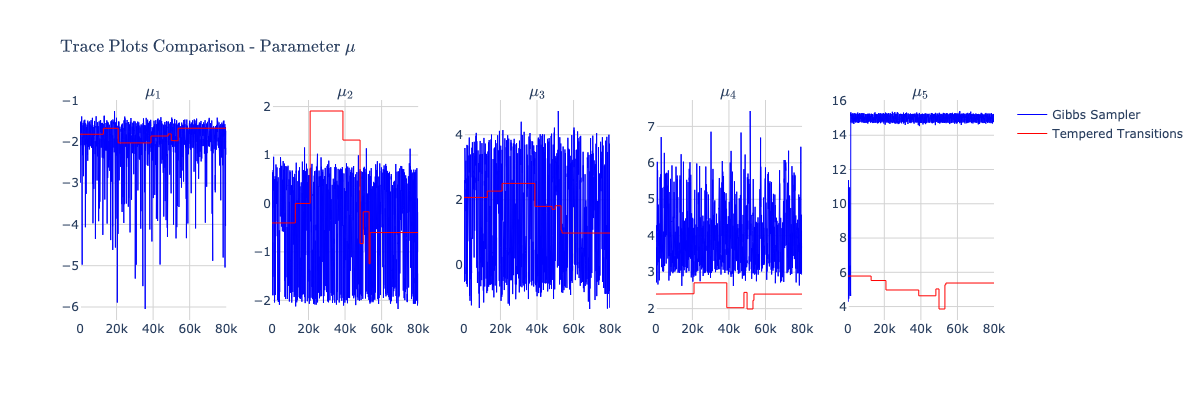 Trace Plots Comparison - Parameter μ
μ₁
μ₂
μ₃
μ₄
μ₅
−1
−2
−3
−4
−5
−6
0 20k 40k 60k 80k
2
1
0
−1
−2
0 20k 40k 60k 80k
4
2
0
0 20k 40k 60k 80k
7
6
5
4
3
2
0 20k 40k 60k 80k
16
14
12
10
8
6
4
0 20k 40k 60k 80k
Gibbs Sampler
Tempered Transitions